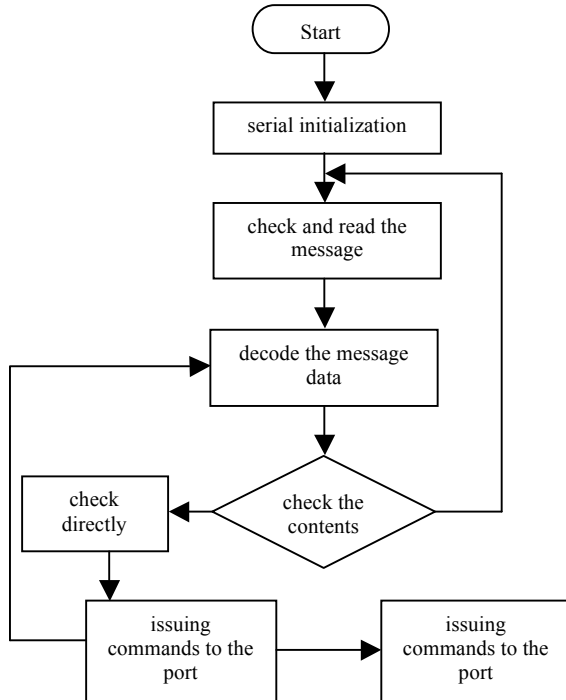 Start
serial initialization
check and read the
message
decode the message
data
check the
contents
check
directly
issuing
commands to the
port
issuing
commands to the
port